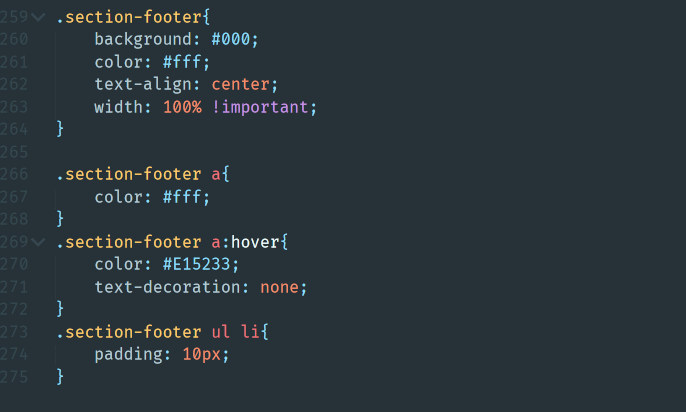 259 .section-footer{
260     background: #000;
261     color: #fff;
262     text-align: center;
263     width: 100% !important;
264 }
265
266 .section-footer a{
267     color: #fff;
268 }
269 .section-footer a:hover{
270     color: #E15233;
271     text-decoration: none;
272 }
273 .section-footer ul li{
274     padding: 10px;
275 }